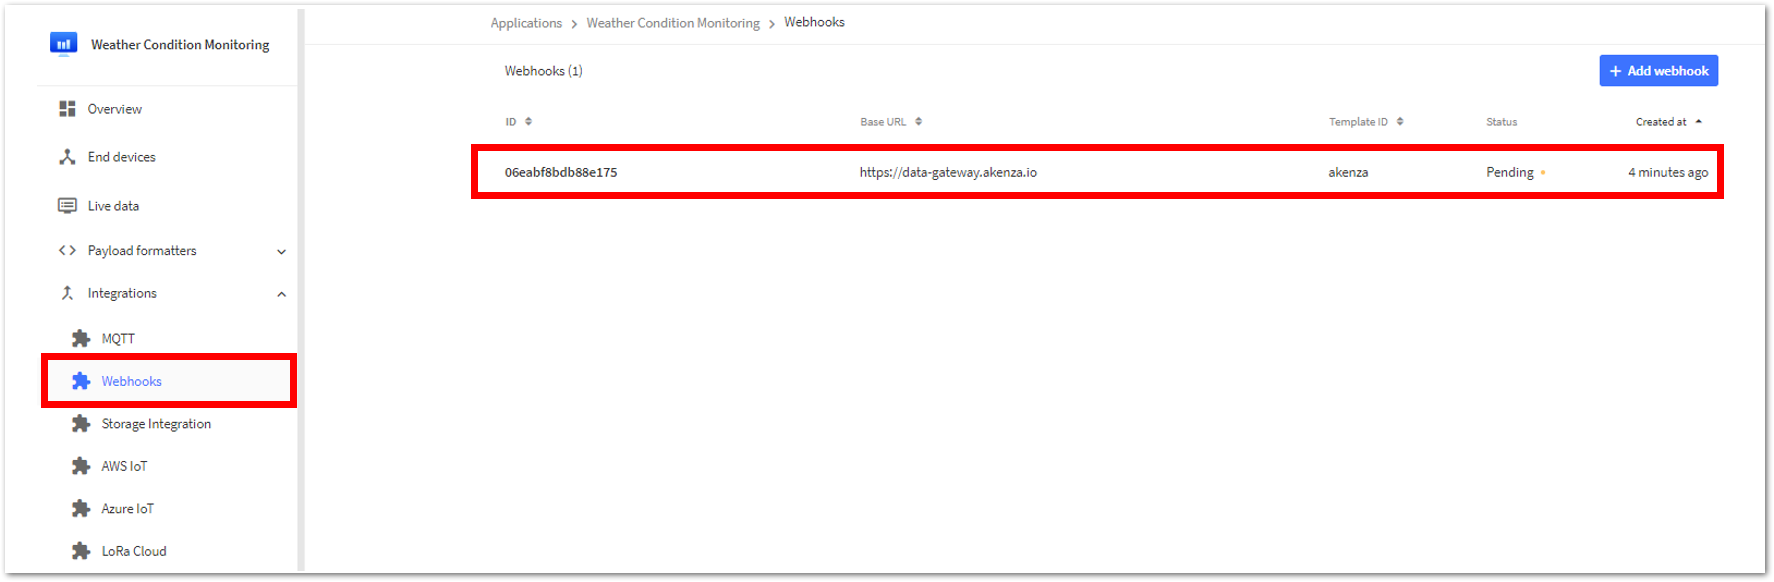 Weather Condition Monitoring
Overview
End devices
Live data
Payload formatters
Integrations
MQTT
Webhooks
Storage Integration
AWS IoT
Azure IoT
LoRa Cloud
Applications > Weather Condition Monitoring > Webhooks
Webhooks (1)
+ Add webhook
ID Base URL Template ID Status Created at
06eabf8bdb88e175 https://data-gateway.akenza.io akenza Pending 4 minutes ago